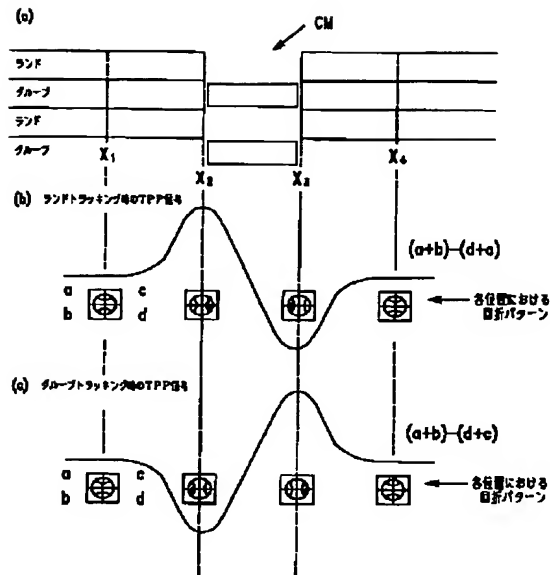 (a)
CM
ランド
グルーブ
ランド
グルーブ
X₁
X₄
X₂
X₃
(b) ランドトラッキング時のTPP信号
(a+b)−(d+c)
a c
b d
各位置における
回折パターン
(c) グルーブトラッキング時のTPP信号
(a+b)−(d+c)
a c
b d
各位置における
回折パターン